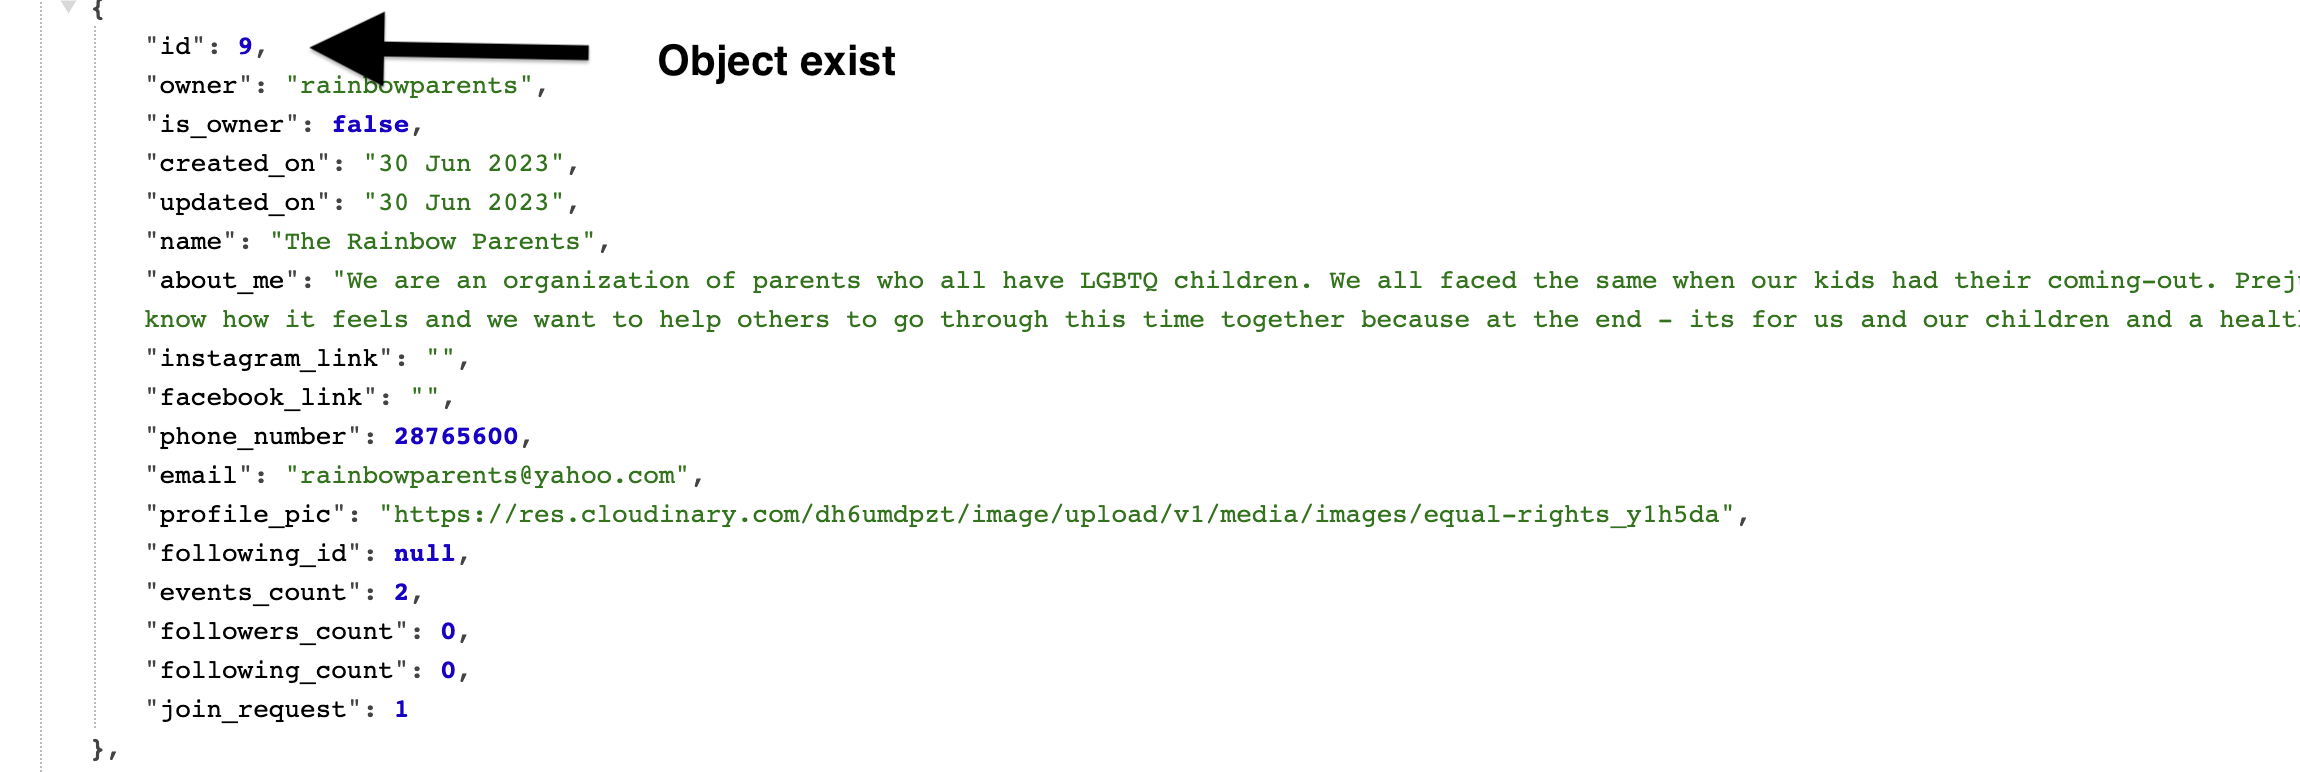 {
"id": 9,
Object exist
"owner": "rainbowparents",
"is_owner": false,
"created_on": "30 Jun 2023",
"updated_on": "30 Jun 2023",
"name": "The Rainbow Parents",
"about_me": "We are an organization of parents who all have LGBTQ children. We all faced the same when our kids had their coming-out.
know how it feels and we want to help others to go through this time together because at the end - its for us and our children and a
"instagram_link": "",
"facebook_link": "",
"phone_number": 28765600,
"email": "rainbowparents@yahoo.com",
"profile_pic": "https://res.cloudinary.com/dh6umdpzt/image/upload/v1/media/images/equal-rights_y1h5da",
"following_id": null,
"events_count": 2,
"followers_count": 0,
"following_count": 0,
"join_request": 1
},